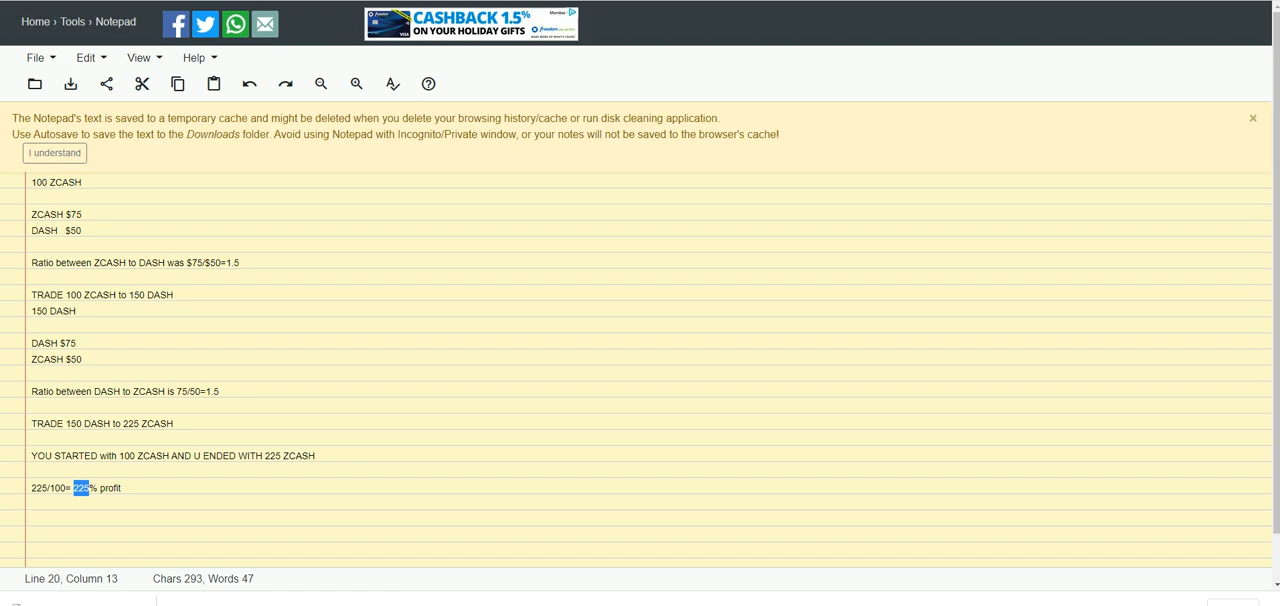 Home › Tools › Notepad
CASHBACK 1.5%
ON YOUR HOLIDAY GIFTS
Member
freedom
VISA
File Edit View Help
The Notepad's text is saved to a temporary cache and might be deleted when you delete your browsing history/cache or run disk cleaning application.
Use Autosave to save the text to the Downloads folder. Avoid using Notepad with Incognito/Private window, or your notes will not be saved to the browser's cache!
I understand
100 ZCASH
ZCASH $75
DASH $50
Ratio between ZCASH to DASH was $75/$50=1.5
TRADE 100 ZCASH to 150 DASH
150 DASH
DASH $75
ZCASH $50
Ratio between DASH to ZCASH is 75/50=1.5
TRADE 150 DASH to 225 ZCASH
YOU STARTED with 100 ZCASH AND U ENDED WITH 225 ZCASH
225/100= 225% profit
Line 20, Column 13 Chars 293, Words 47